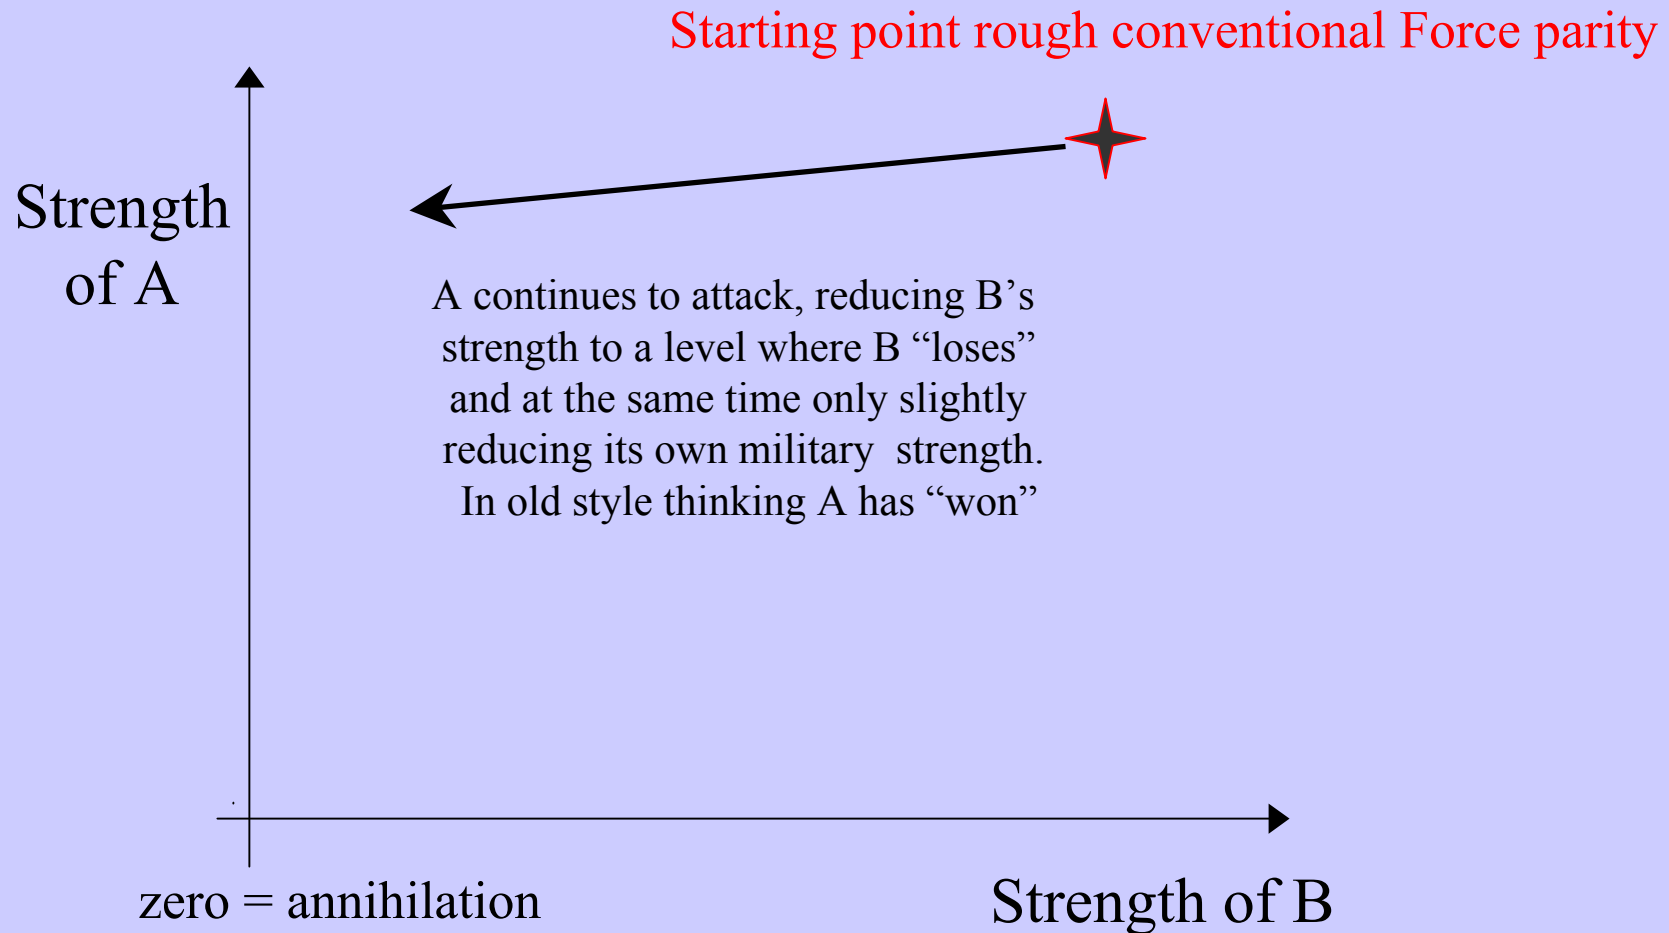 Starting point rough conventional Force parity
Strength
of A
A continues to attack, reducing B’s
strength to a level where B “loses”
and at the same time only slightly
reducing its own military  strength.
In old style thinking A has “won”
zero = annihilation
Strength of B